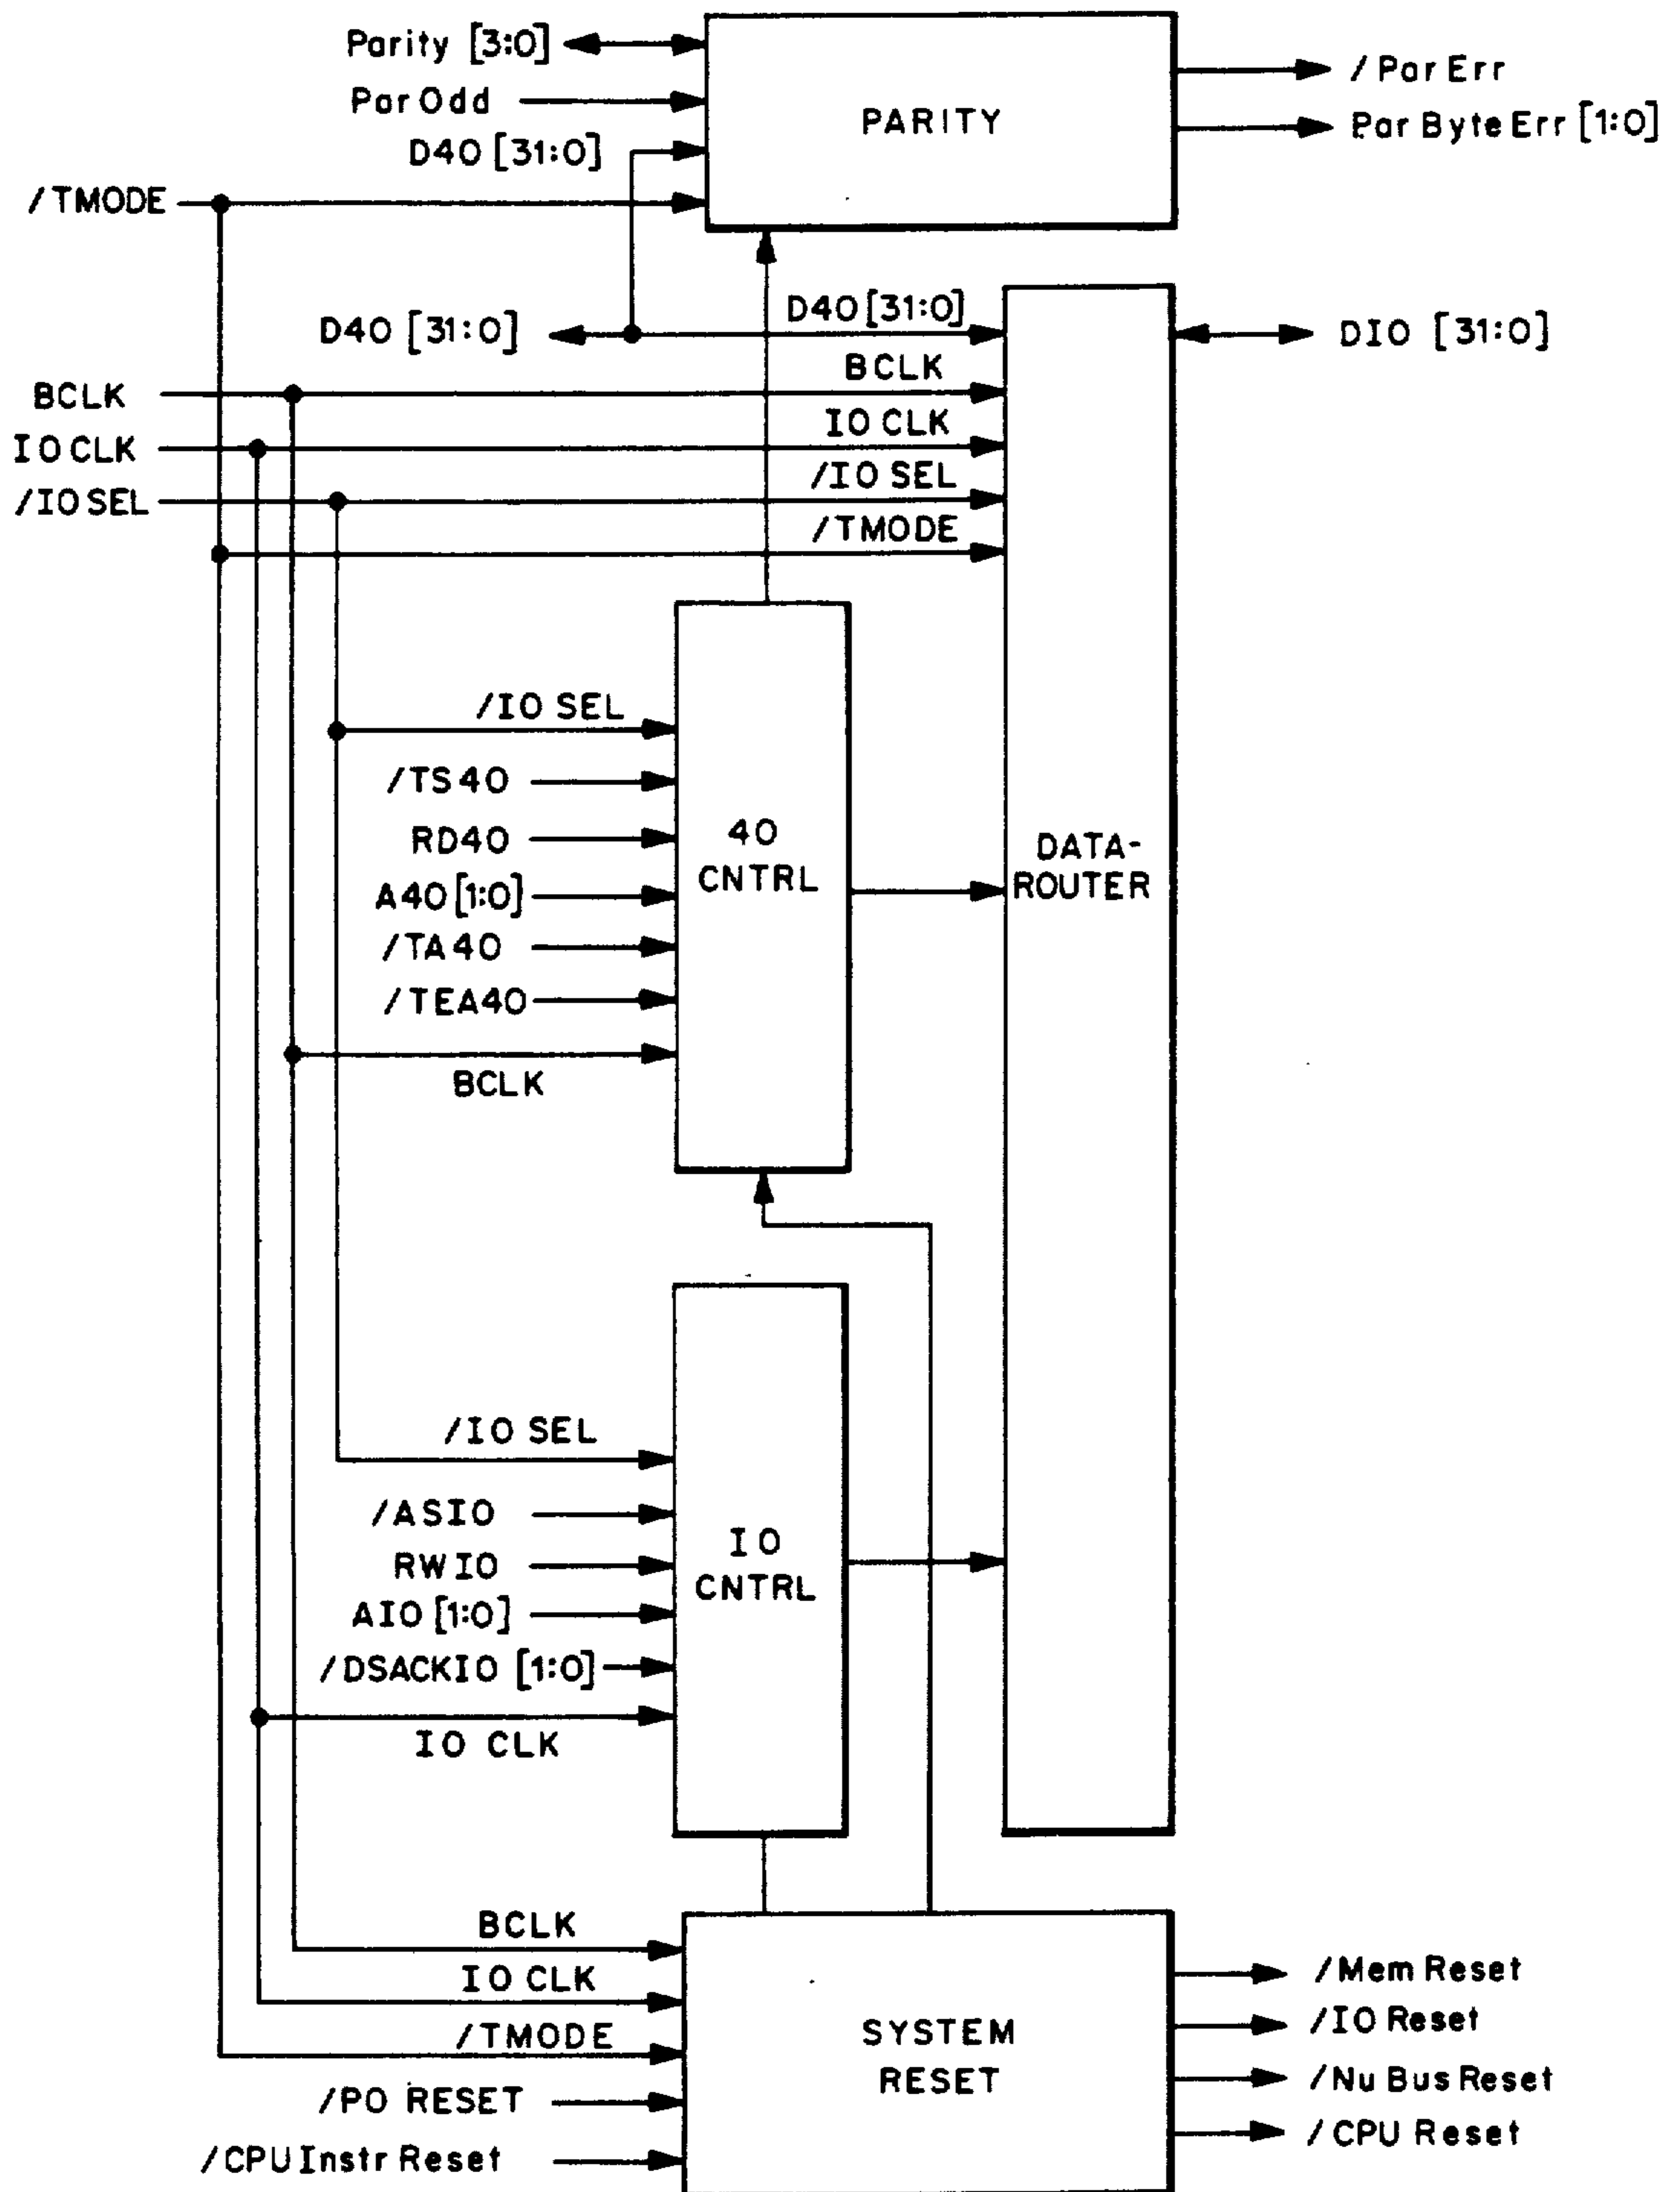 Parity [3:0]
/Par Err
Par Odd
PARITY
Par Byte Err [1:0]
D40 [31:0]
/TMODE
D40 [31:0]
D40 [31:0]
DIO [31:0]
BCLK
BCLK
IO CLK
IO CLK
/IO SEL
/IO SEL
/TMODE
/IO SEL
/TS40
RD40
40
CNTRL
DATA-
ROUTER
A40 [1:0]
/TA40
/TEA40
BCLK
/IO SEL
/ASIO
IO
CNTRL
RWIO
AIO [1:0]
/DSACKIO [1:0]
IO CLK
BCLK
IO CLK
/TMODE
SYSTEM
RESET
/PO RESET
/CPU Instr Reset
/Mem Reset
/IO Reset
/Nu Bus Reset
/CPU Reset